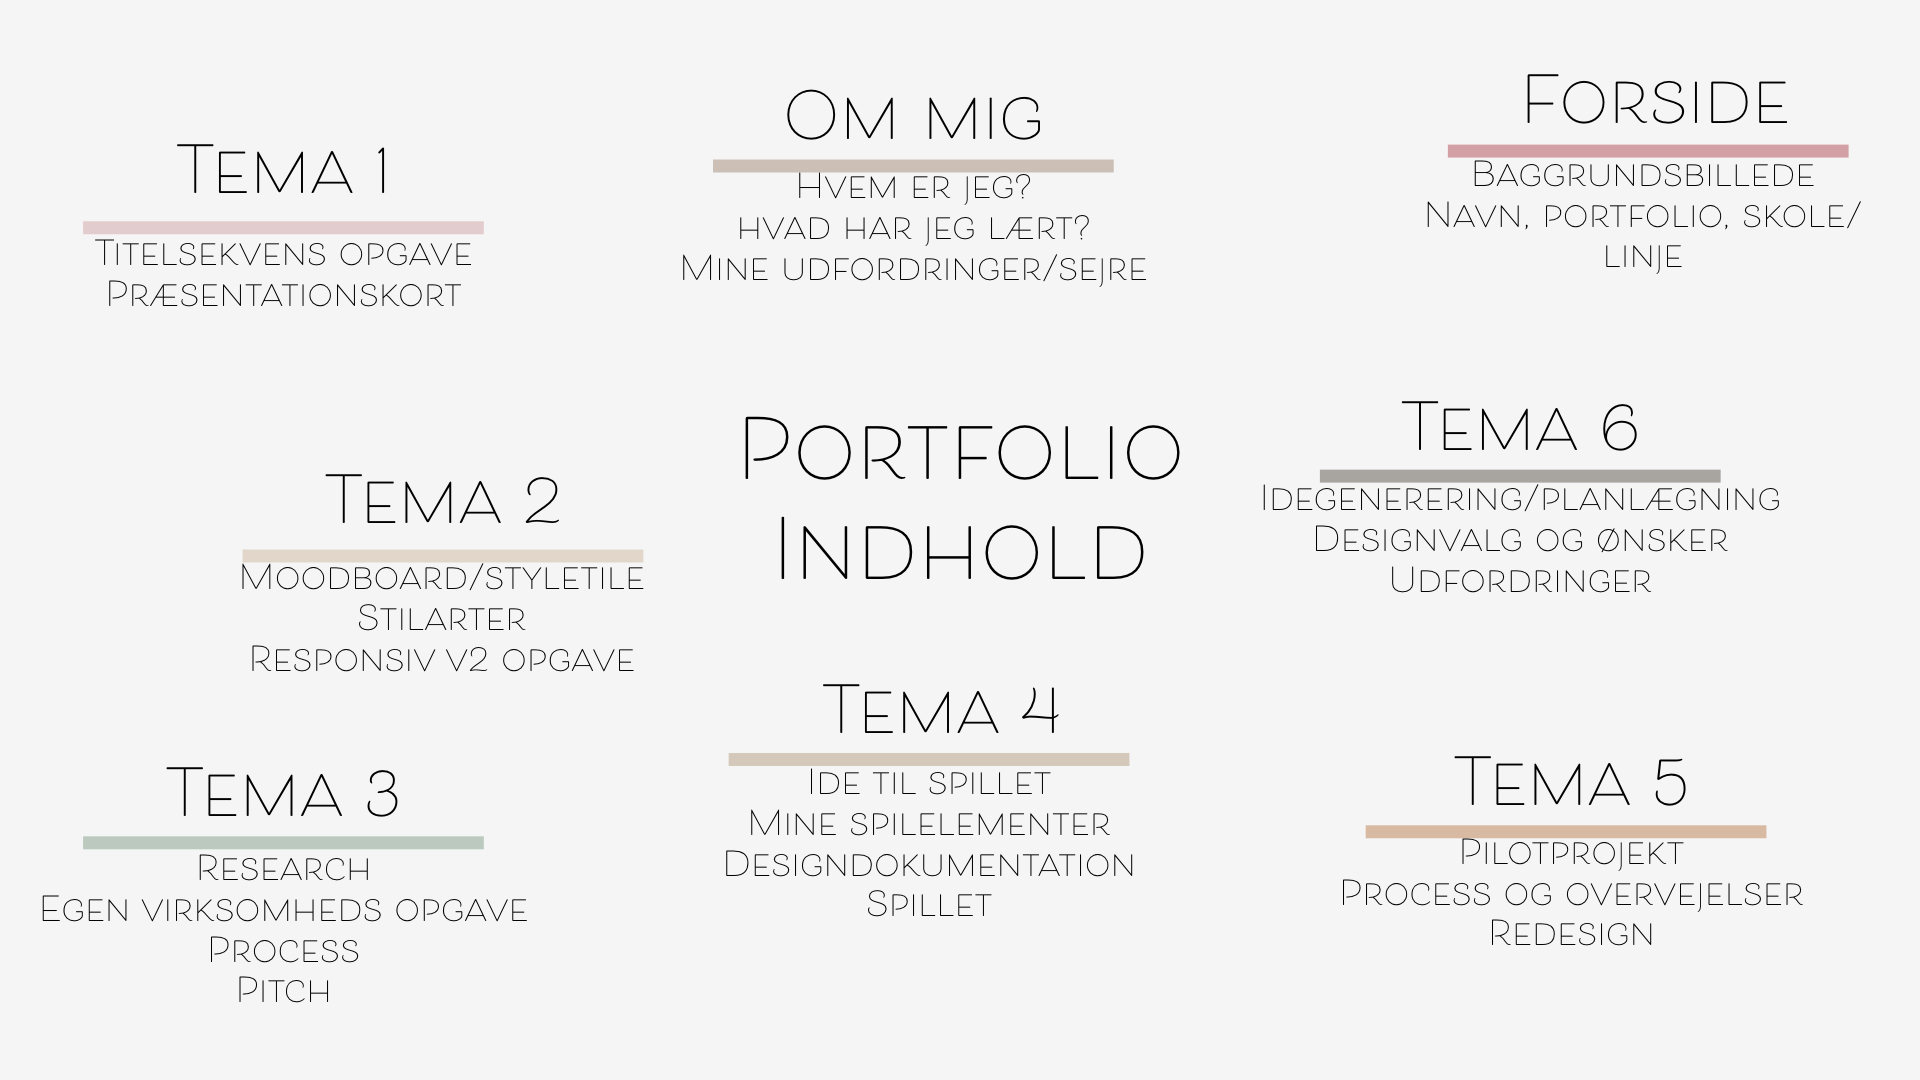 Tema 1
Titelsekvens opgave
Præsentationskort
Om mig
Hvem er jeg?
hvad har jeg lært?
Mine udfordringer/sejre
Forside
Baggrundsbillede
Navn, portfolio, skole/
linje
Portfolio
Indhold
Tema 2
Moodboard/styletile
Stilarter
Responsiv v2 opgave
Tema 6
Idegenerering/planlægning
Designvalg og ønsker
Udfordringer
Tema 3
Research
Egen virksomheds opgave
Process
Pitch
Tema 4
Ide til spillet
Mine spilelementer
Designdokumentation
Spillet
Tema 5
Pilotprojekt
Process og overvejelser
Redesign